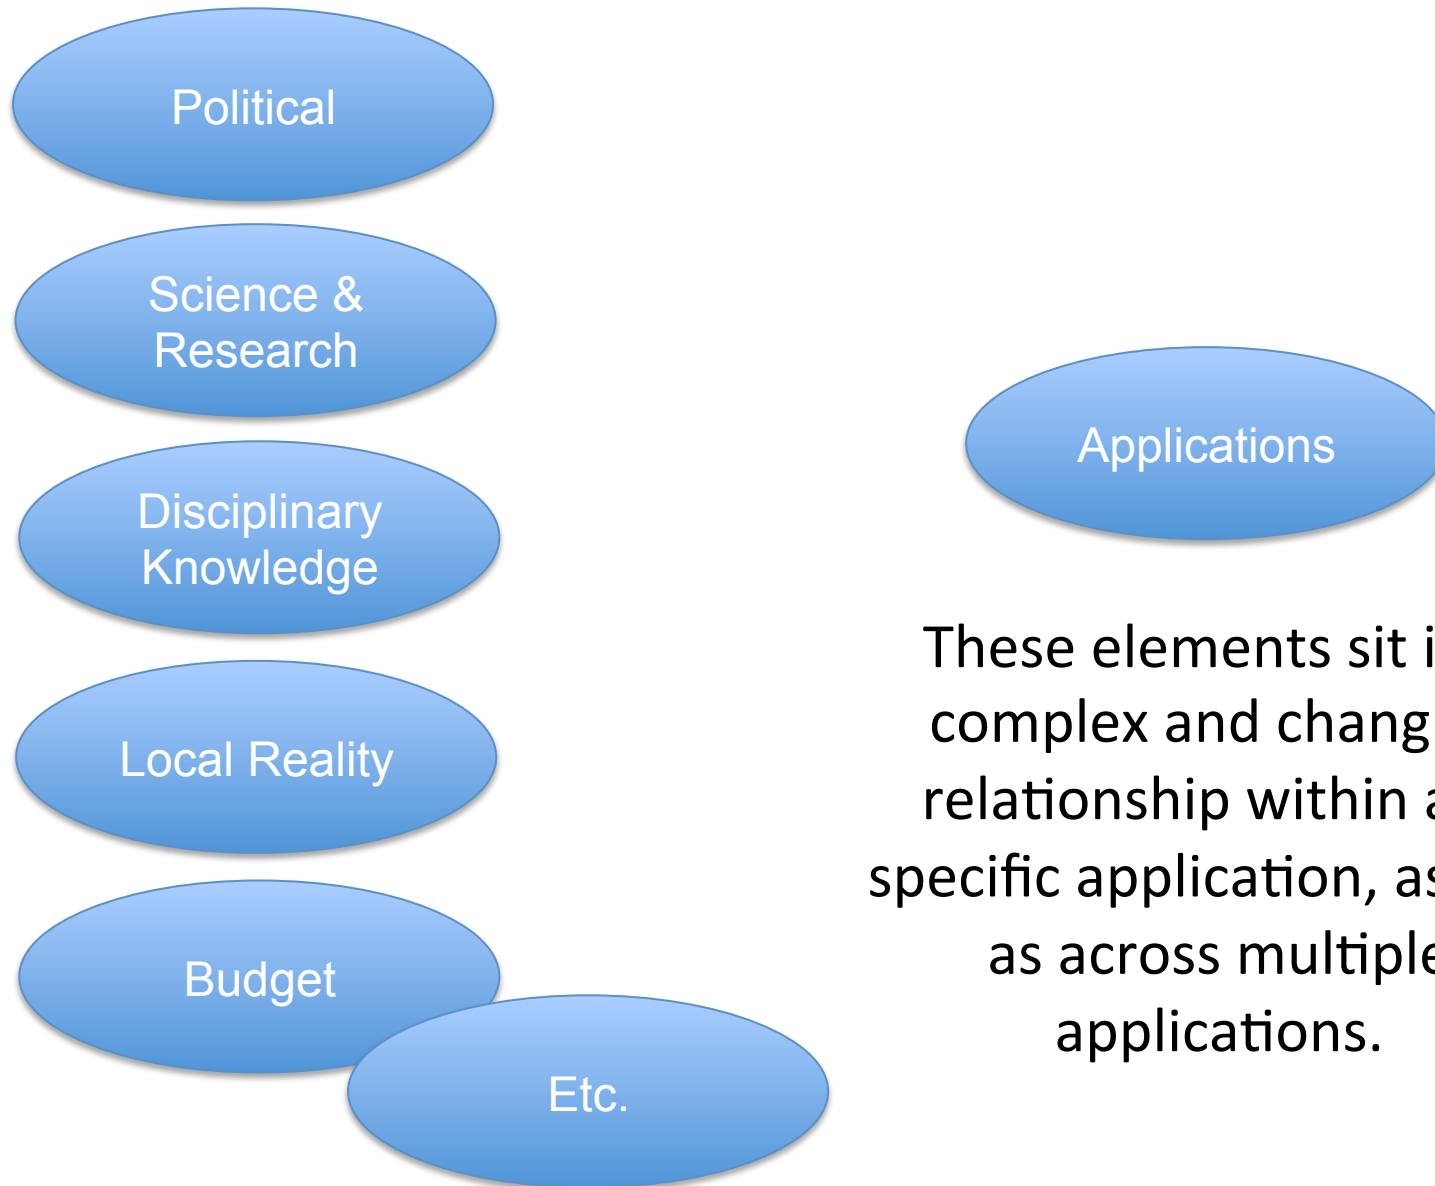 Political
Science &
Research
Disciplinary
Knowledge
Local Reality
Budget
Etc.
Applications
These elements sit
complex and chang
relationship within
specific application, as
as across multiple
applications.